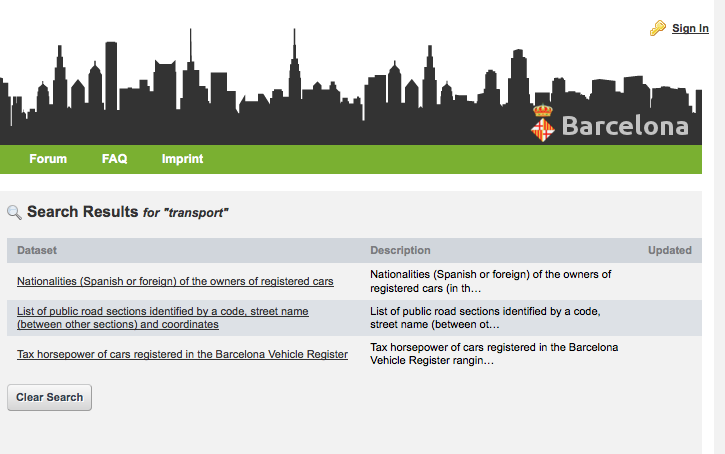 Sign In
Barcelona
Forum FAQ Imprint
Search Results for "transport"
Dataset Description Updated
Nationalities (Spanish or foreign) of the owners of registered cars
Nationalities (Spanish or foreign) of the owners of
registered cars (in th…
List of public road sections identified by a code, street name
(between other sections) and coordinates
List of public road sections identified by a code,
street name (between ot…
Tax horsepower of cars registered in the Barcelona Vehicle Register
Tax horsepower of cars registered in the Barcelona
Vehicle Register rangin…
Clear Search